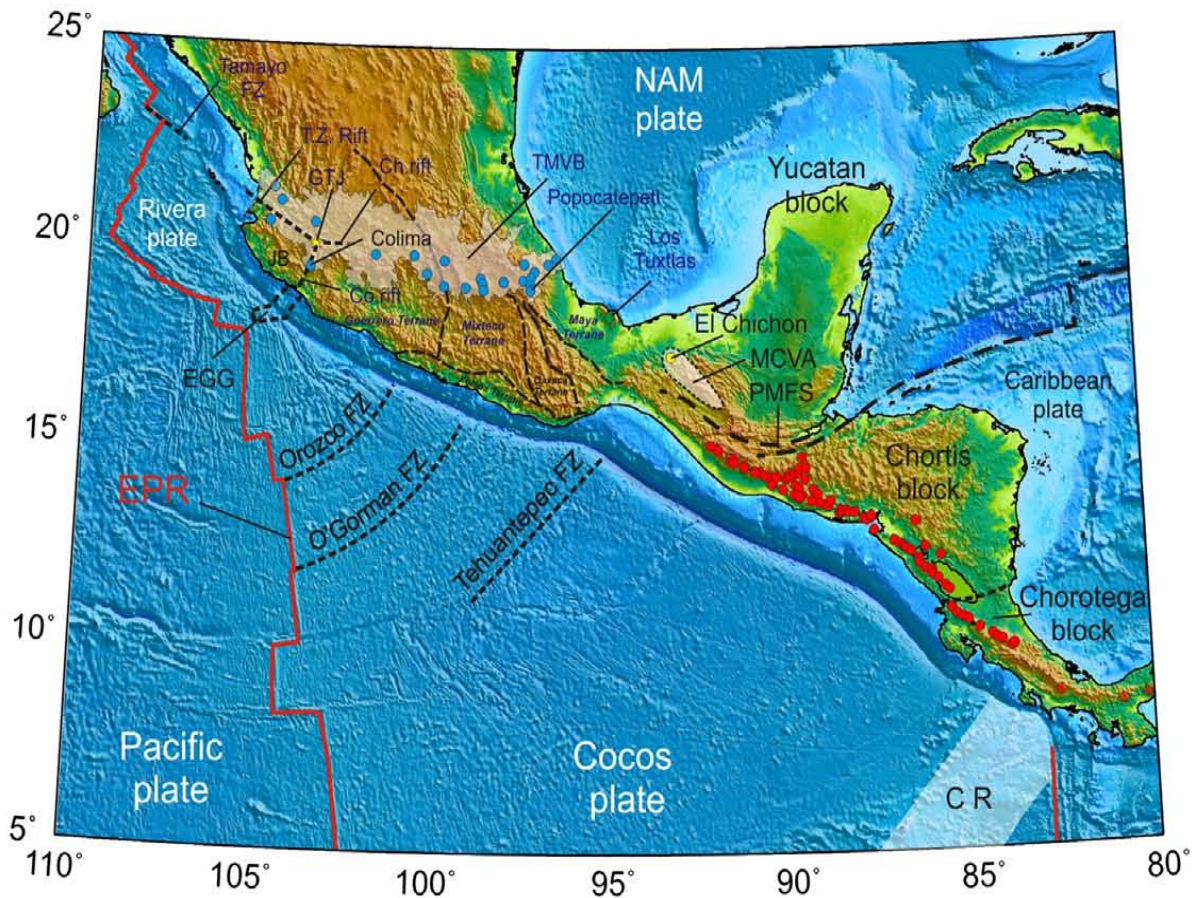 25°
NAM
plate
Tamayo
FZ
T.Z. Rift
Ch.rift
GTJ
TMVB
Yucatan
block
Popocatepetl
20°
Rivera
plate
Colima
Los
Tuxtlas
JB
Co.rift
Guerrero Terrane
Mixteco
Terrane
Maya
Terrane
El Chichon
MCVA
PMFS
EGG
Oaxaca
Terrane
Caribbean
plate
15°
Orozoo FZ
O'Gorman FZ
Tehuantepec FZ
EPR
Chortis
block
Chorotega
block
10°
Pacific
plate
Cocos
plate
C R
5°
110°
105°
100°
95°
90°
85°
80°